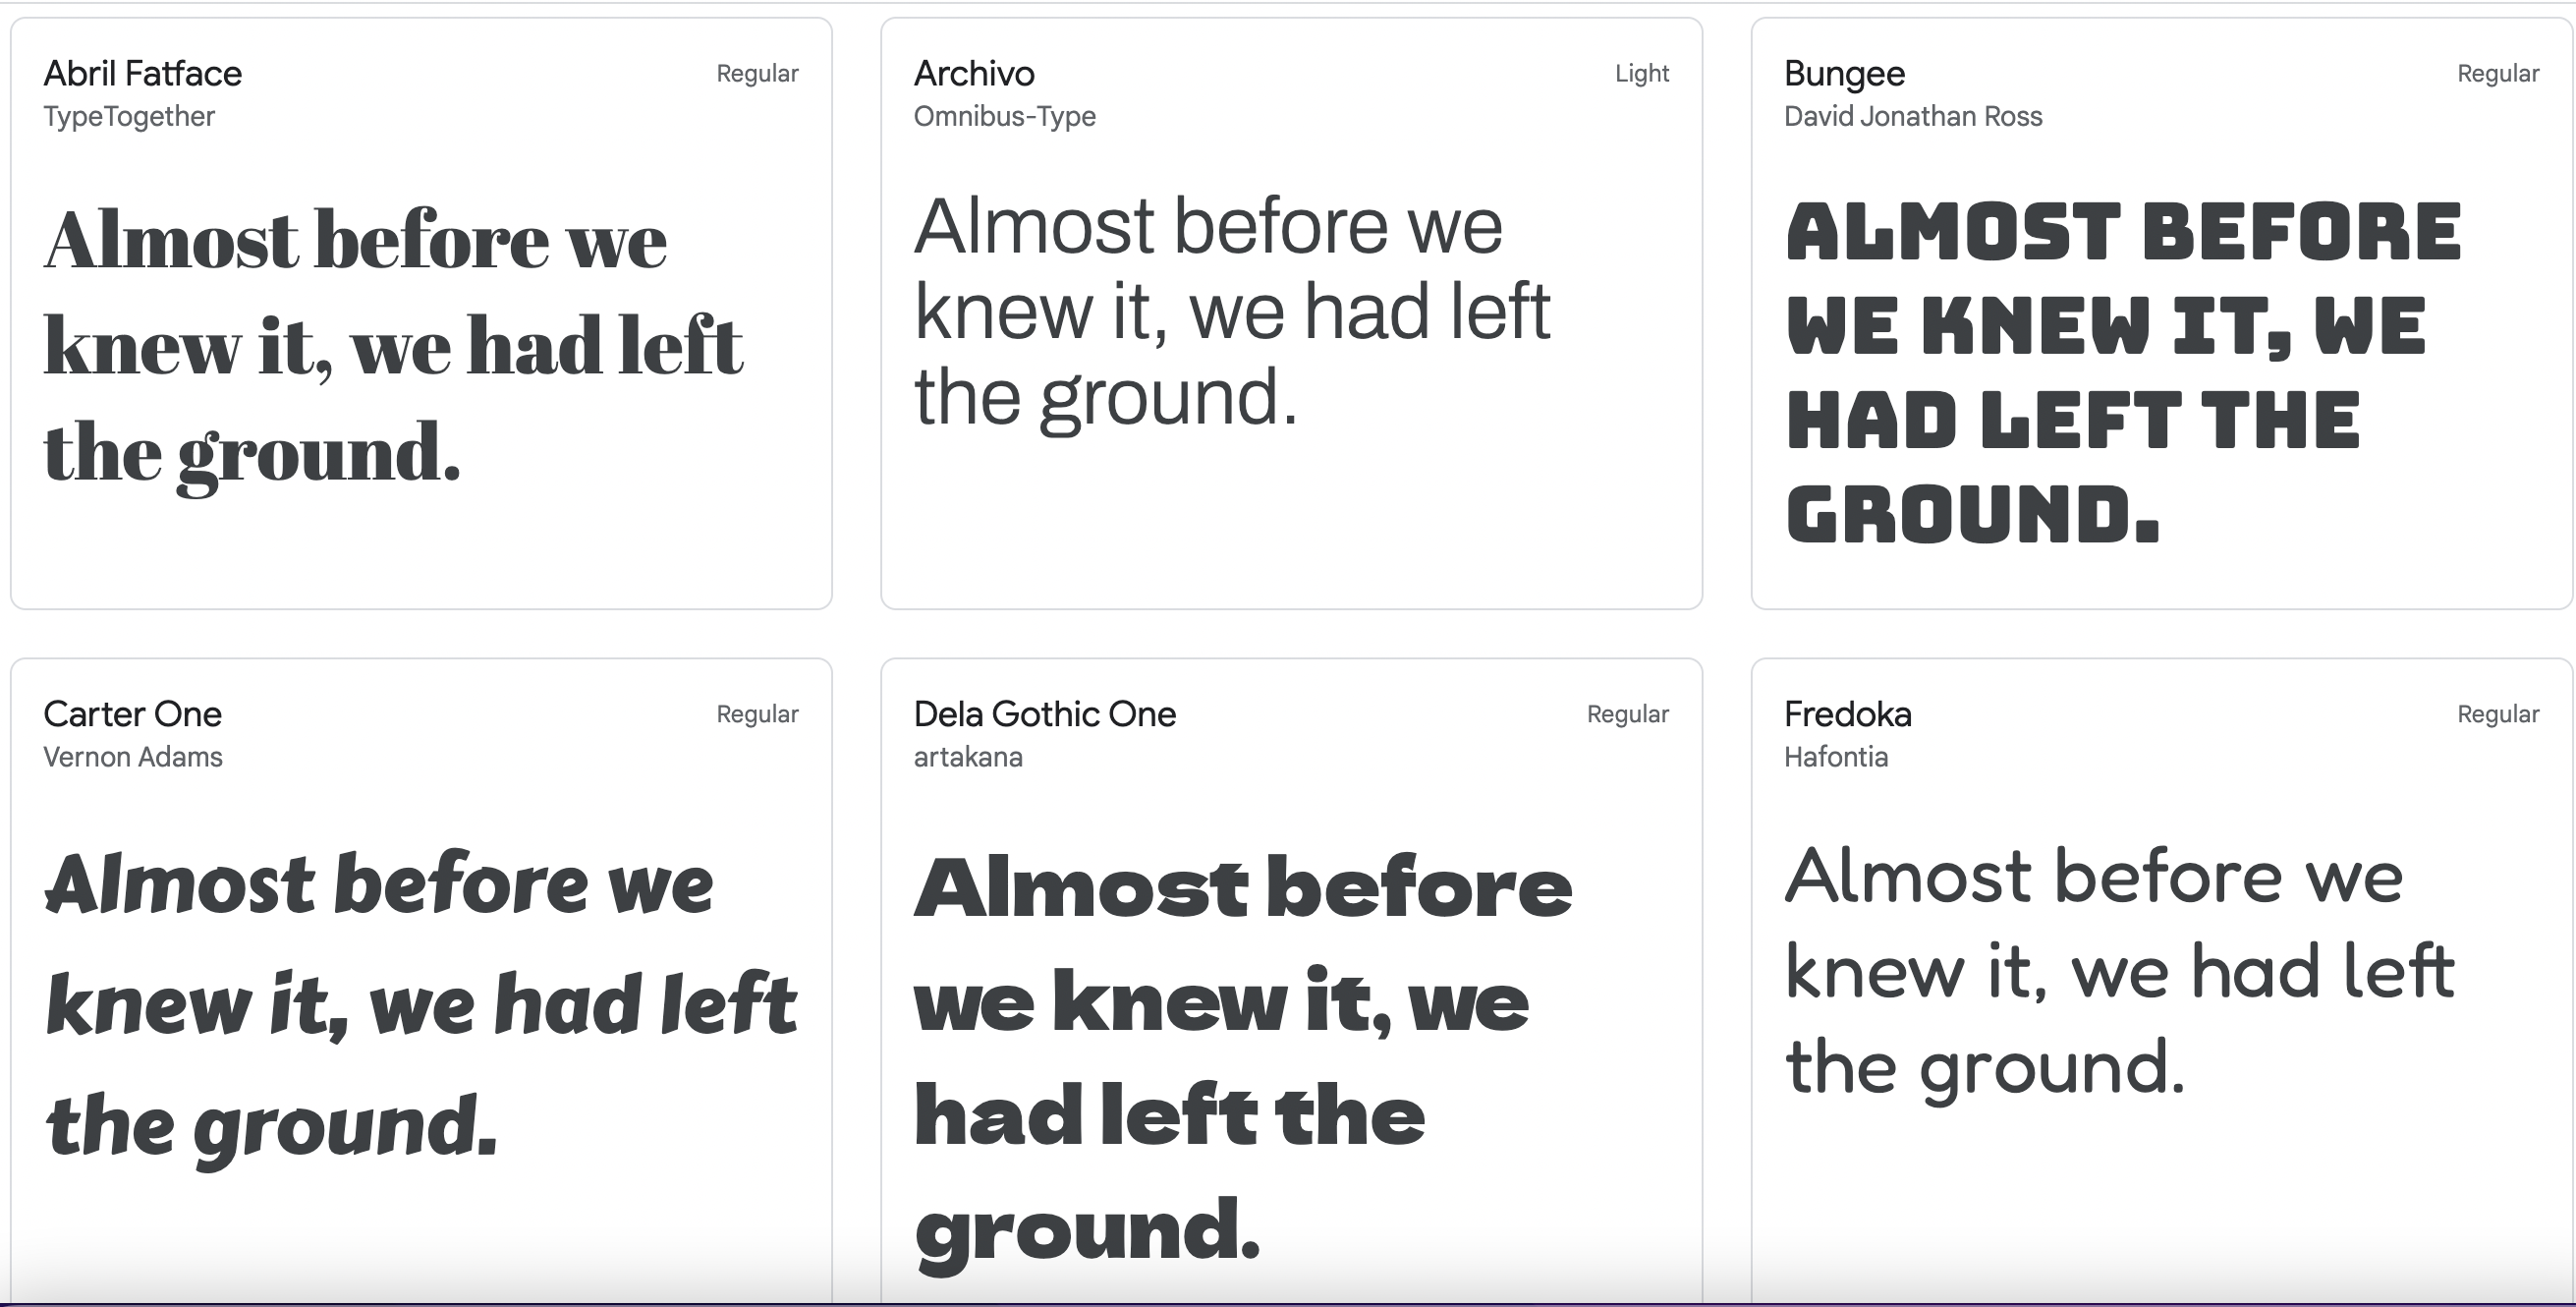 Abril Fatface Regular
TypeTogether
Almost before we
knew it, we had left
the ground.
Archivo Light
Omnibus-Type
Almost before we
knew it, we had left
the ground.
Bungee Regular
David Jonathan Ross
ALMOST BEFORE
WE KNEW IT, WE
HAD LEFT THE
GROUND.
Carter One Regular
Vernon Adams
Almost before we
knew it, we had left
the ground.
Dela Gothic One Regular
artakana
Almost before
we knew it, we
had left the
ground.
Fredoka Regular
Hafontia
Almost before we
knew it, we had left
the ground.